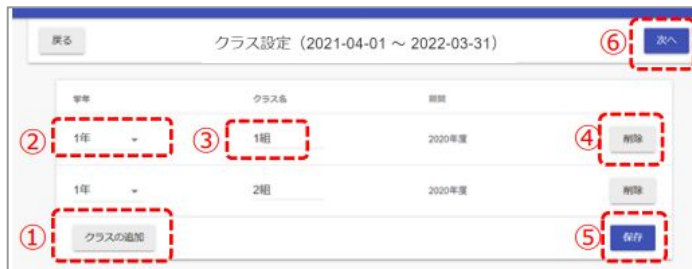 戻る クラス設定（2021-04-01 ～ 2022-03-31） ⑥ 次へ
学年 クラス名 期間
② 1年 ③ 1組 2020年度 ④ 削除
1年 2組 2020年度 削除
① クラスの追加 ⑤ 保存